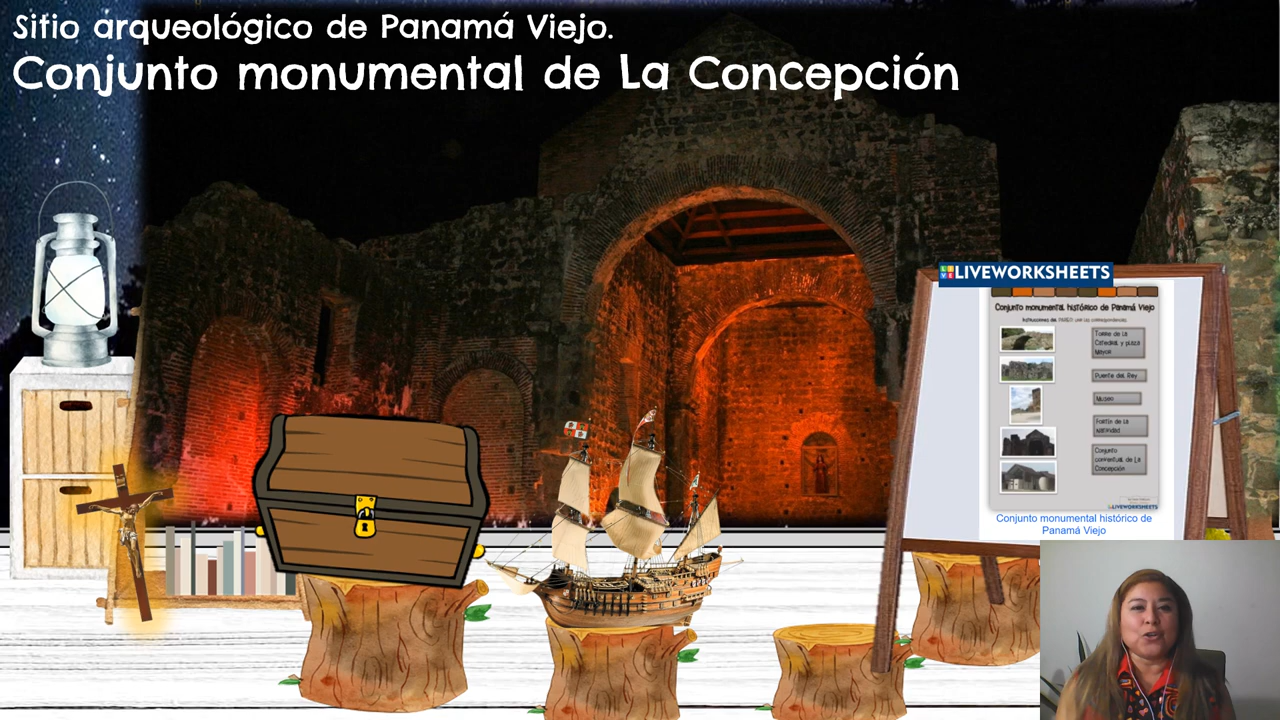 Sitio arqueológico de Panamá Viejo.
Conjunto monumental de La Concepción
LIVEWORKSHEETS
Conjunto monumental histórico de Panamá Viejo
Torre de La
Catedral y plaza
Mayor
Puente del Rey
Museo
Fortín de La
Natividad
Conjunto
conventual de La
Concepción
LIVEWORKSHEETS
Conjunto monumental histórico de
Panamá Viejo